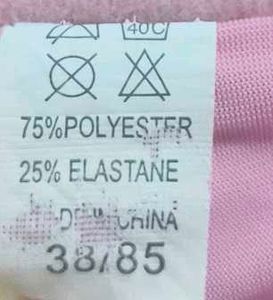 40C
75%POLYESTER
25% ELASTANE
CHINA
38/85